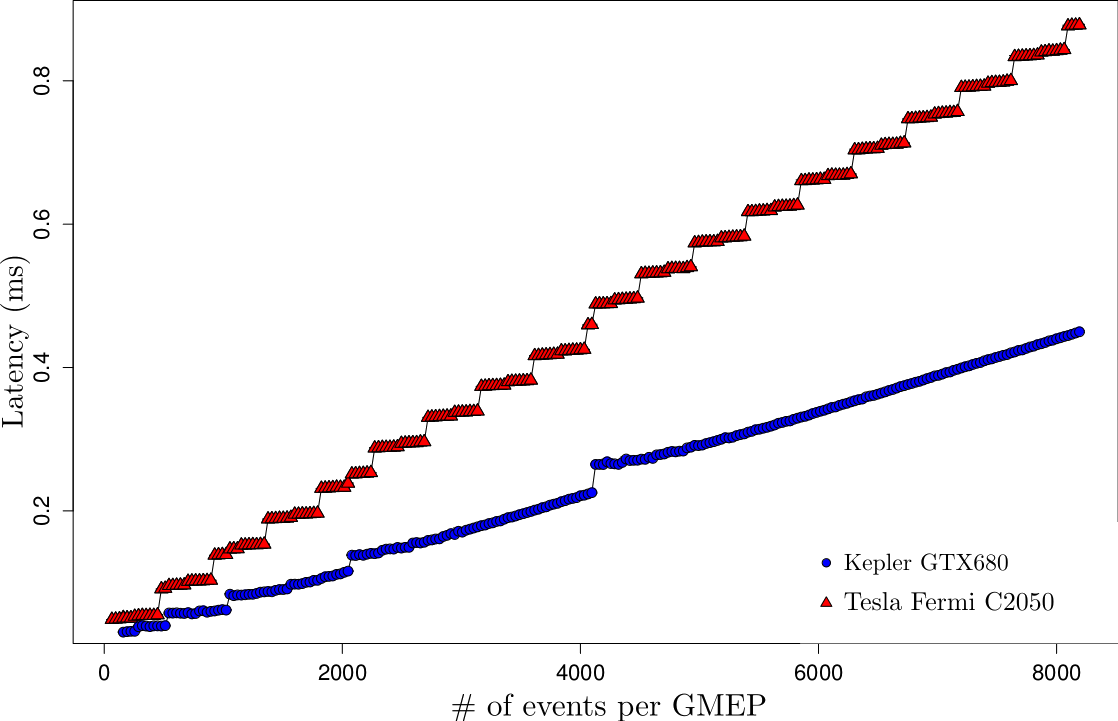 0.8
0.6
0.4
0.2
Latency (ms)
Kepler GTX680
Tesla Fermi C2050
0 2000 4000 6000 8000
# of events per GMEP